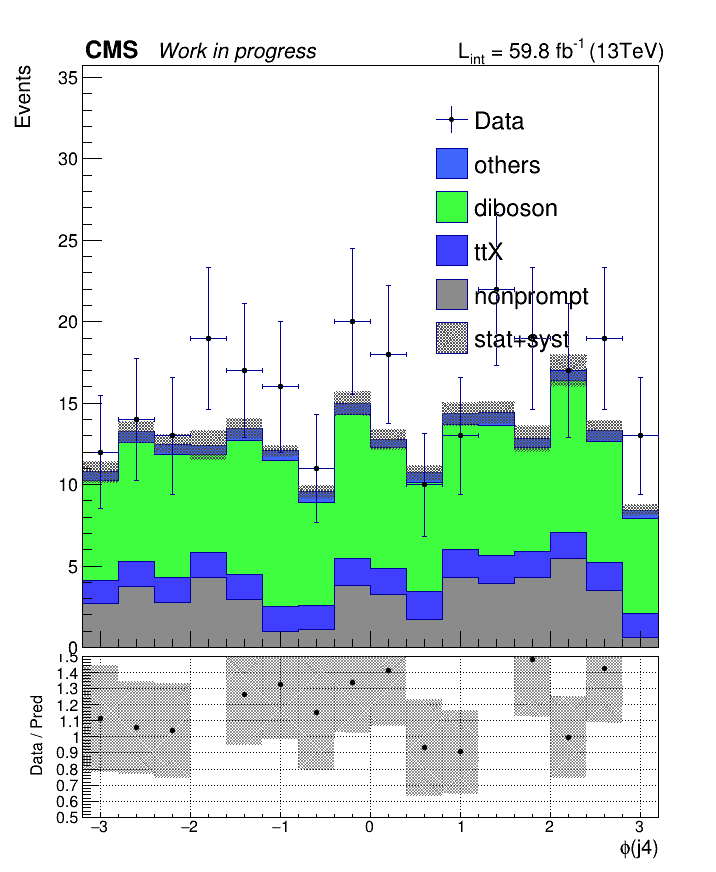 CMS Work in progress L_int = 59.8 fb⁻¹ (13TeV)
Events
35
30
25
20
15
10
5
0
Data
others
diboson
ttX
nonprompt
stat+syst
Data / Pred
1.5
1.4
1.3
1.2
1.1
1
0.9
0.8
0.7
0.6
0.5
−3 −2 −1 0 1 2 3
ϕ(j4)